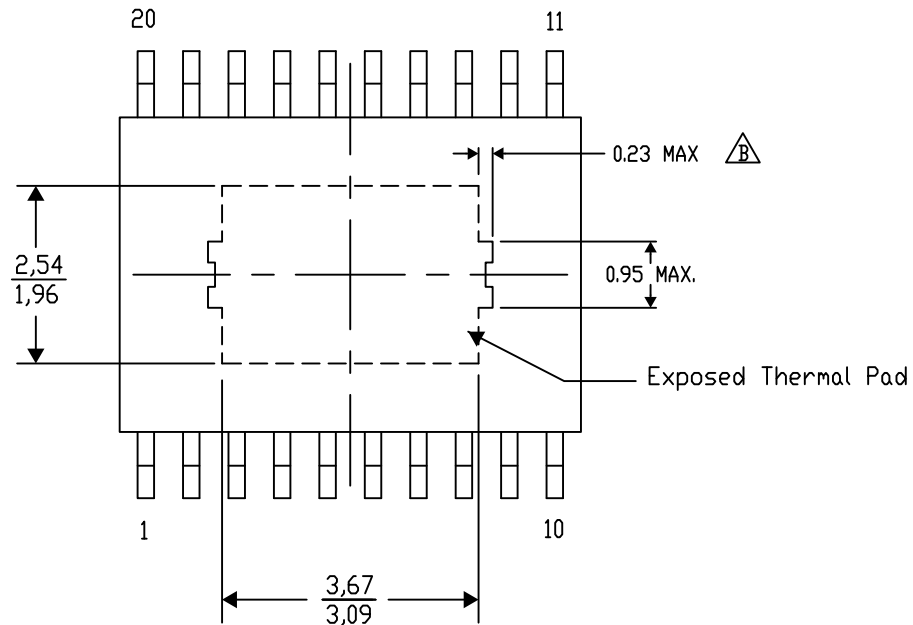 20
11
0.23 MAX B
2,54
1,96
0.95 MAX.
Exposed Thermal Pad
1
10
3,67
3,09